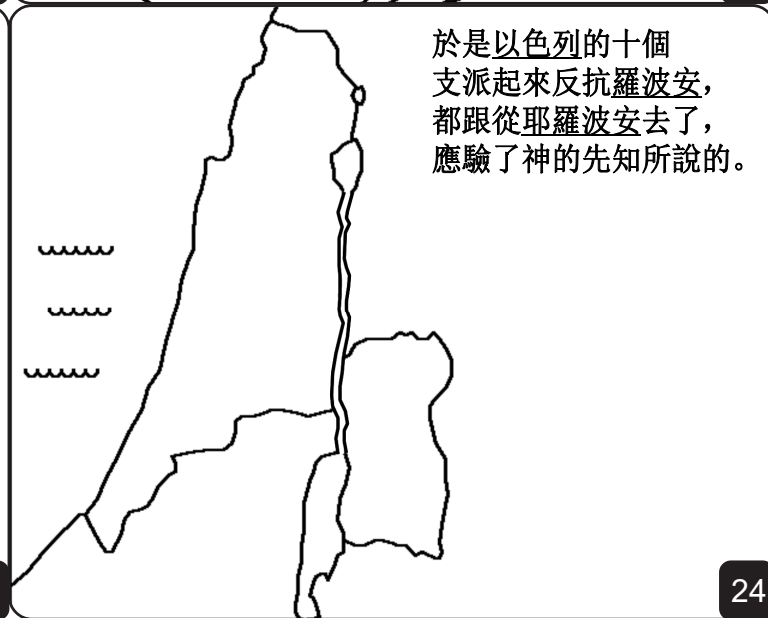 於是以色列的十個
支派起來反抗羅波安，
都跟從耶羅波安去了，
應驗了神的先知所說的。
24